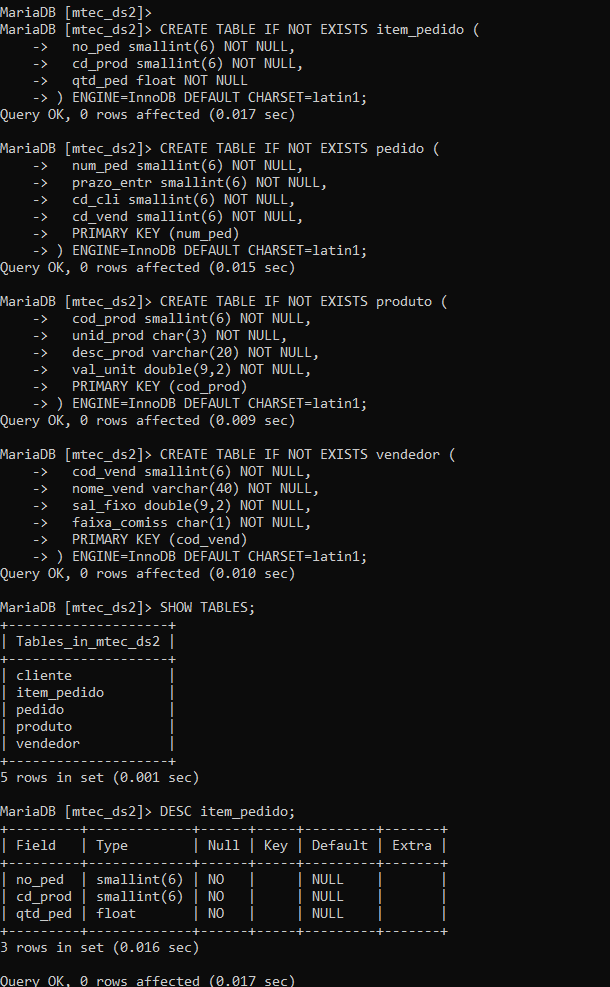 MariaDB [mtec_ds2]>
MariaDB [mtec_ds2]> CREATE TABLE IF NOT EXISTS item_pedido (
    ->   no_ped smallint(6) NOT NULL,
    ->   cd_prod smallint(6) NOT NULL,
    ->   qtd_ped float NOT NULL
    -> ) ENGINE=InnoDB DEFAULT CHARSET=latin1;
Query OK, 0 rows affected (0.017 sec)

MariaDB [mtec_ds2]> CREATE TABLE IF NOT EXISTS pedido (
    ->   num_ped smallint(6) NOT NULL,
    ->   prazo_entr smallint(6) NOT NULL,
    ->   cd_cli smallint(6) NOT NULL,
    ->   cd_vend smallint(6) NOT NULL,
    ->   PRIMARY KEY (num_ped)
    -> ) ENGINE=InnoDB DEFAULT CHARSET=latin1;
Query OK, 0 rows affected (0.015 sec)

MariaDB [mtec_ds2]> CREATE TABLE IF NOT EXISTS produto (
    ->   cod_prod smallint(6) NOT NULL,
    ->   unid_prod char(3) NOT NULL,
    ->   desc_prod varchar(20) NOT NULL,
    ->   val_unit double(9,2) NOT NULL,
    ->   PRIMARY KEY (cod_prod)
    -> ) ENGINE=InnoDB DEFAULT CHARSET=latin1;
Query OK, 0 rows affected (0.009 sec)

MariaDB [mtec_ds2]> CREATE TABLE IF NOT EXISTS vendedor (
    ->   cod_vend smallint(6) NOT NULL,
    ->   nome_vend varchar(40) NOT NULL,
    ->   sal_fixo double(9,2) NOT NULL,
    ->   faixa_comiss char(1) NOT NULL,
    ->   PRIMARY KEY (cod_vend)
    -> ) ENGINE=InnoDB DEFAULT CHARSET=latin1;
Query OK, 0 rows affected (0.010 sec)

MariaDB [mtec_ds2]> SHOW TABLES;
+--------------------+
| Tables_in_mtec_ds2 |
+--------------------+
| cliente            |
| item_pedido        |
| pedido             |
| produto            |
| vendedor           |
+--------------------+
5 rows in set (0.001 sec)

MariaDB [mtec_ds2]> DESC item_pedido;
+---------+-------------+------+-----+---------+-------+
| Field   | Type        | Null | Key | Default | Extra |
+---------+-------------+------+-----+---------+-------+
| no_ped  | smallint(6) | NO   |     | NULL    |       |
| cd_prod | smallint(6) | NO   |     | NULL    |       |
| qtd_ped | float       | NO   |     | NULL    |       |
+---------+-------------+------+-----+---------+-------+
3 rows in set (0.016 sec)

Query OK, 0 rows affected (0.017 sec)